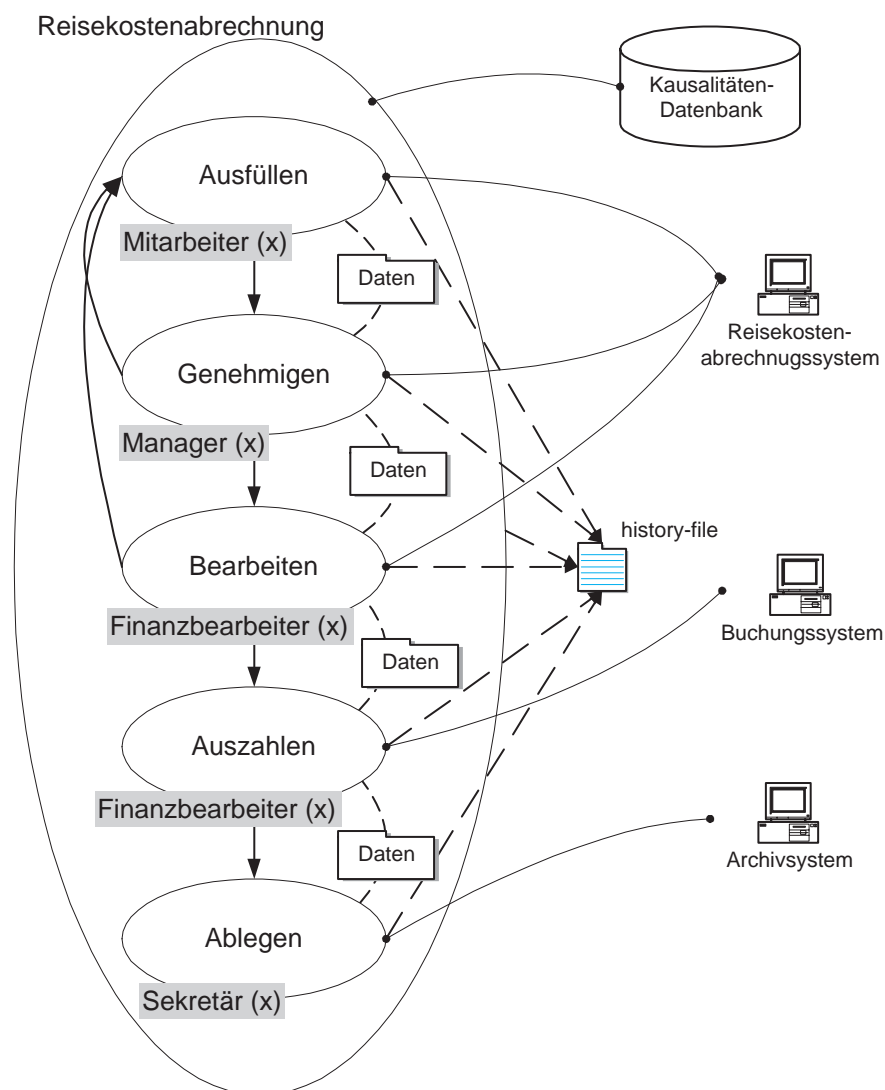 Reisekostenabrechnung
Kausalitäten-
Datenbank
Ausfüllen
Mitarbeiter (x)
Daten
Reisekosten-
abrechnugssystem
Genehmigen
Manager (x)
Daten
history-file
Bearbeiten
Finanzbearbeiter (x)
Buchungssystem
Daten
Auszahlen
Finanzbearbeiter (x)
Daten
Archivsystem
Ablegen
Sekretär (x)